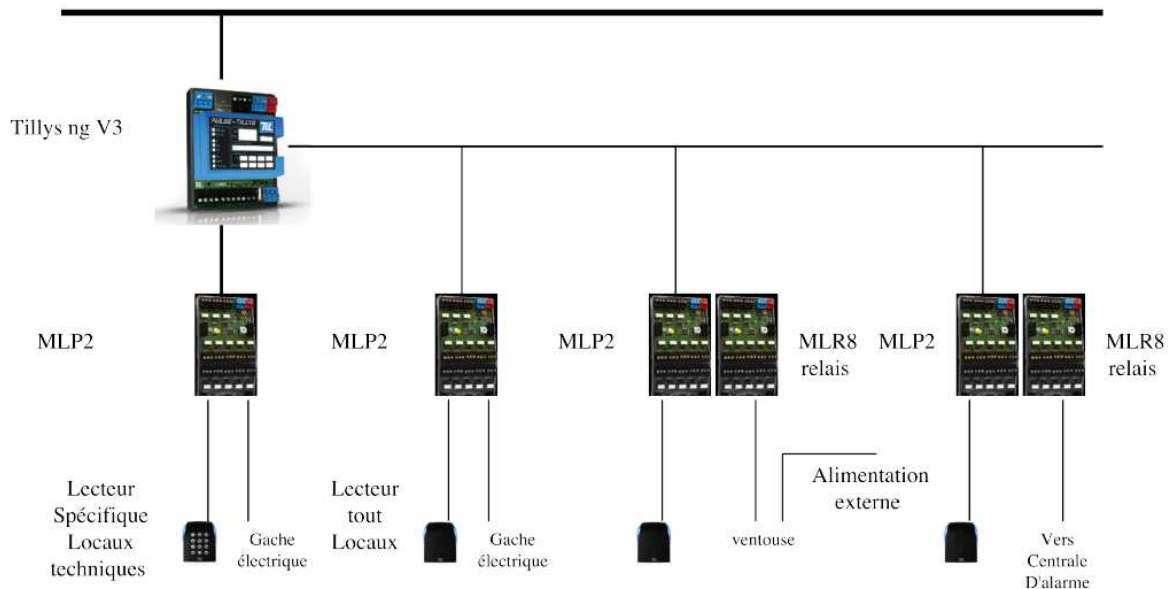 Tillys ng V3
MLP2
MLP2
MLP2
MLR8
relais
MLP2
MLR8
relais
Lecteur
Spécifique
Locaux
techniques
Gache
électrique
Lecteur
tout
Locaux
Gache
électrique
ventouse
Alimentation
externe
Vers
Centrale
D'alarme